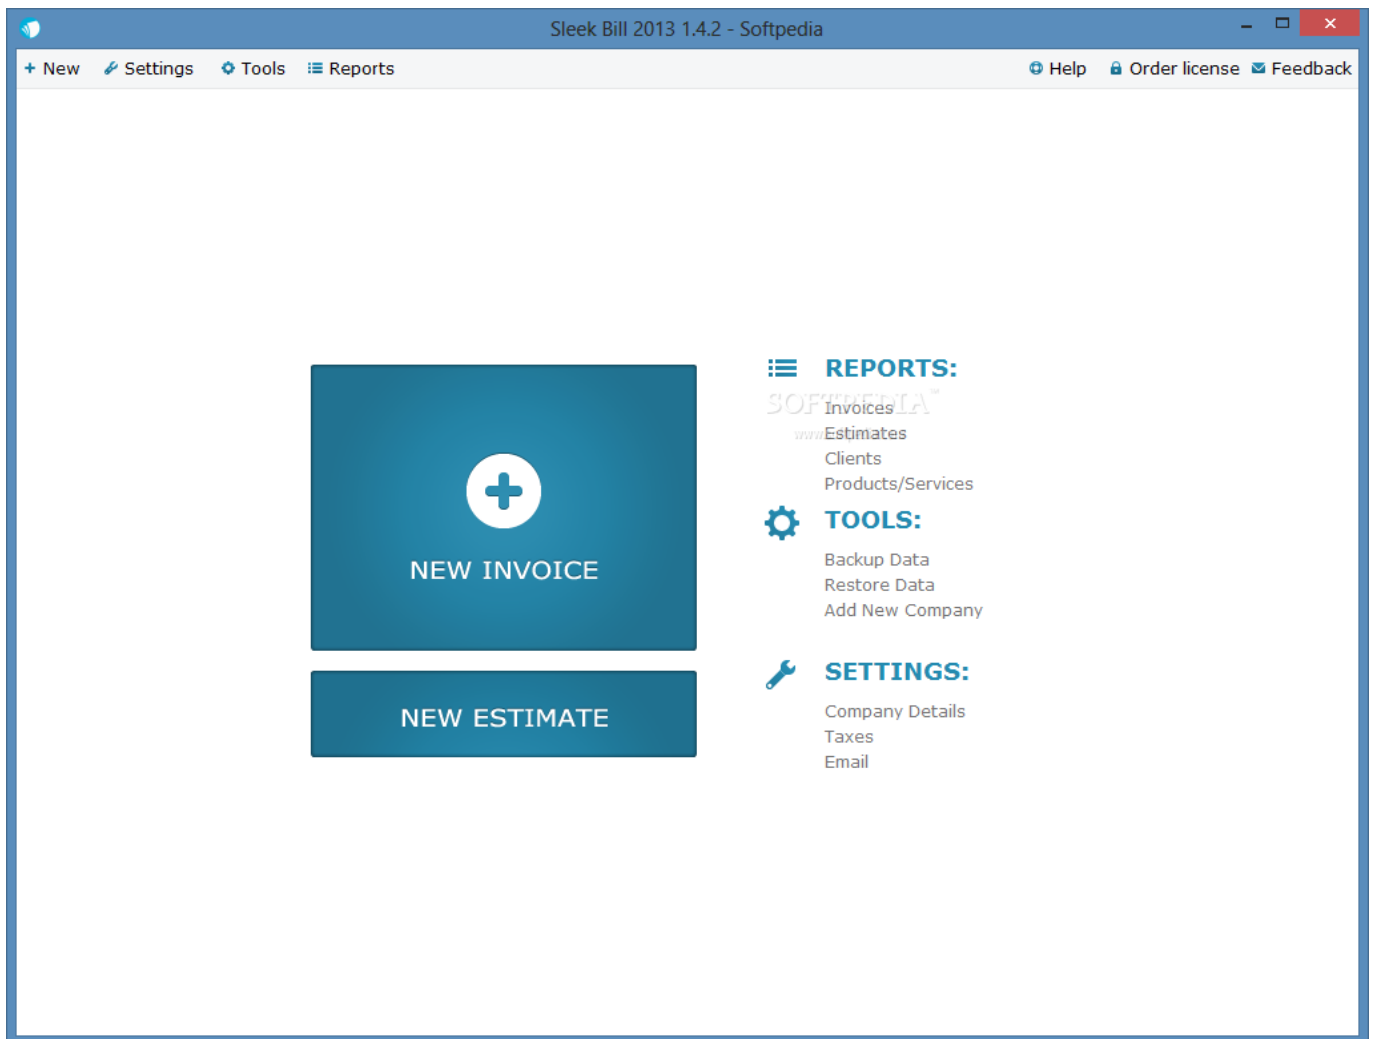 Sleek Bill 2013 1.4.2 - Softpedia
New Settings Tools Reports Help Order license Feedback
NEW INVOICE
NEW ESTIMATE
REPORTS:
SOFTPEDIA™
Invoices
Estimates
Clients
Products/Services
TOOLS:
Backup Data
Restore Data
Add New Company
SETTINGS:
Company Details
Taxes
Email